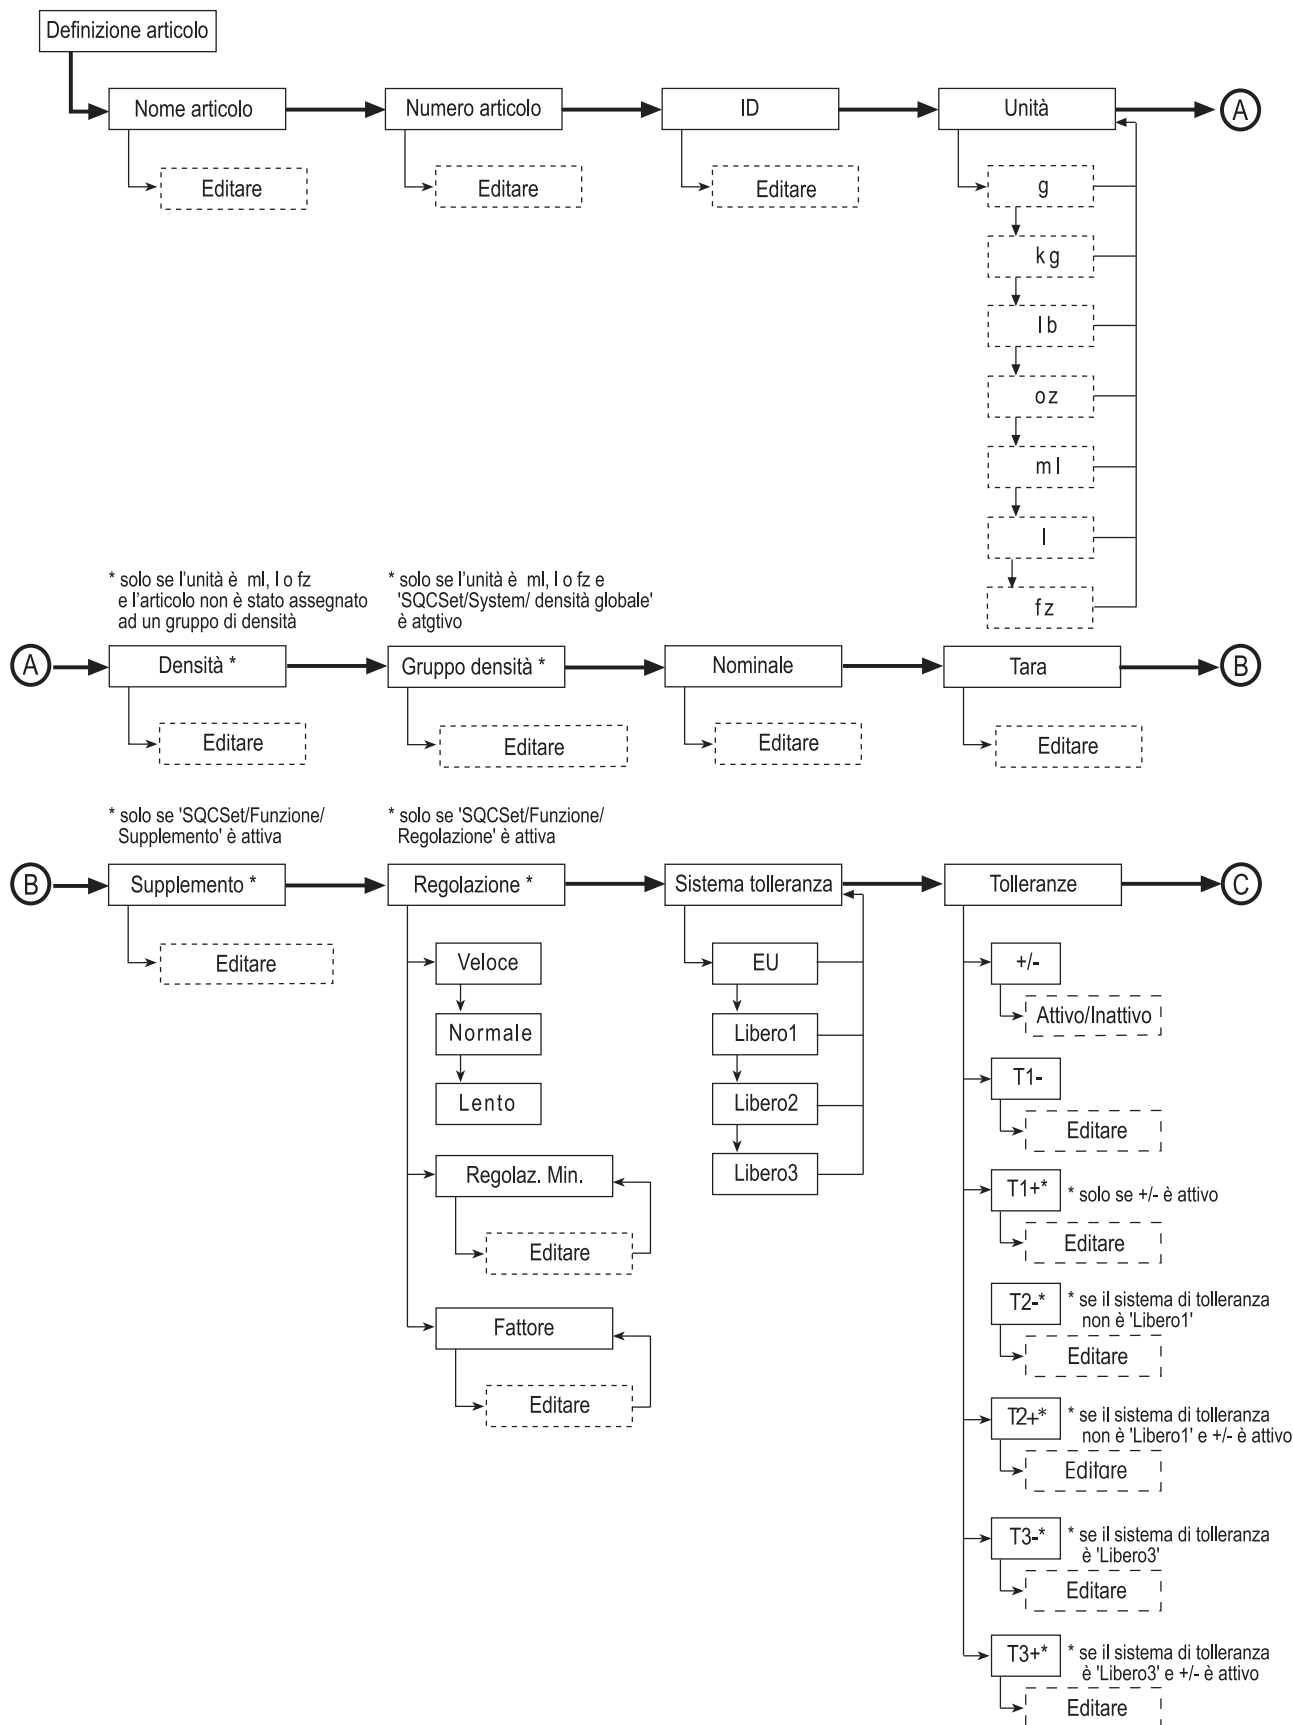 Definizione articolo
Nome articolo
Numero articolo
ID
Unità
A
Editare
Editare
Editare
g
kg
lb
oz
ml
l
fz
* solo se l'unità è ml, l o fz
e l'articolo non è stato assegnato
ad un gruppo di densità
* solo se l'unità è ml, l o fz e
'SQCSet/System/ densità globale'
è atgtivo
A
Densità *
Gruppo densità *
Nominale
Tara
B
Editare
Editare
Editare
Editare
* solo se 'SQCSet/Funzione/
Supplemento' è attiva
* solo se 'SQCSet/Funzione/
Regolazione' è attiva
B
Supplemento *
Regolazione *
Sistema tolleranza
Tolleranze
C
Editare
Veloce
Normale
Lento
Regolaz. Min.
Editare
Fattore
Editare
EU
Libero1
Libero2
Libero3
+/-
Attivo/Inattivo
T1-
Editare
T1+* * solo se +/- è attivo
Editare
T2-* * se il sistema di tolleranza
non è 'Libero1'
Editare
T2+* * se il sistema di tolleranza
non è 'Libero1' e +/- è attivo
Editare
T3-* * se il sistema di tolleranza
è 'Libero3'
Editare
T3+* * se il sistema di tolleranza
è 'Libero3' e +/- è attivo
Editare